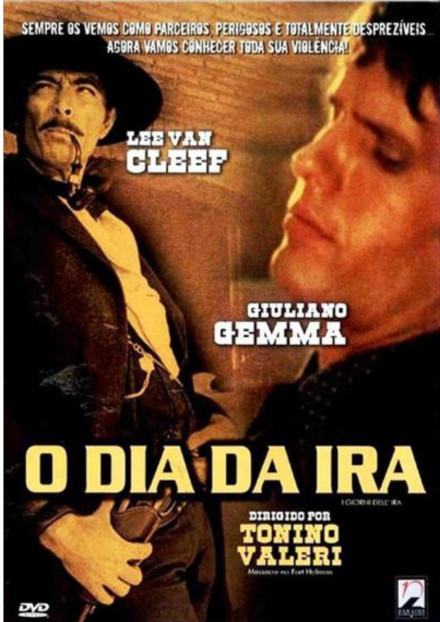 SEMPRE OS VEMOS COMO PARCEIROS, PERIGOSOS E TOTALMENTE DESPREZÍVEIS...
AGORA VAMOS CONHECER TODA SUA VIOLÊNCIA!
LEE VAN
CLEEF
GIULIANO
GEMMA
O DIA DA IRA
I GIORNI DELL' IRA
DIRIGIDO POR
TONINO
VALERI
Massacre no Fort Holman
DVD